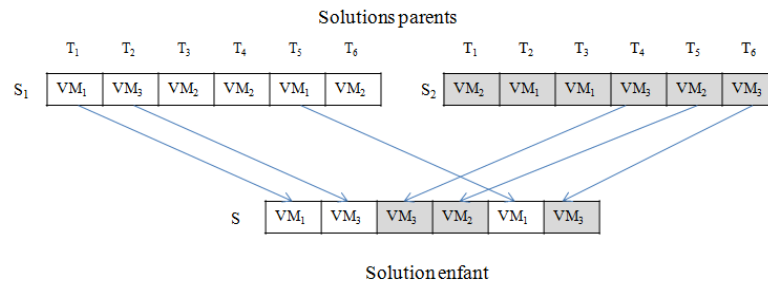 Solutions parents
T1 T2 T3 T4 T5 T6 T1 T2 T3 T4 T5 T6
S1 VM1 VM3 VM2 VM2 VM1 VM2 S2 VM2 VM1 VM1 VM3 VM2 VM3
S VM1 VM3 VM3 VM2 VM1 VM3
Solution enfant